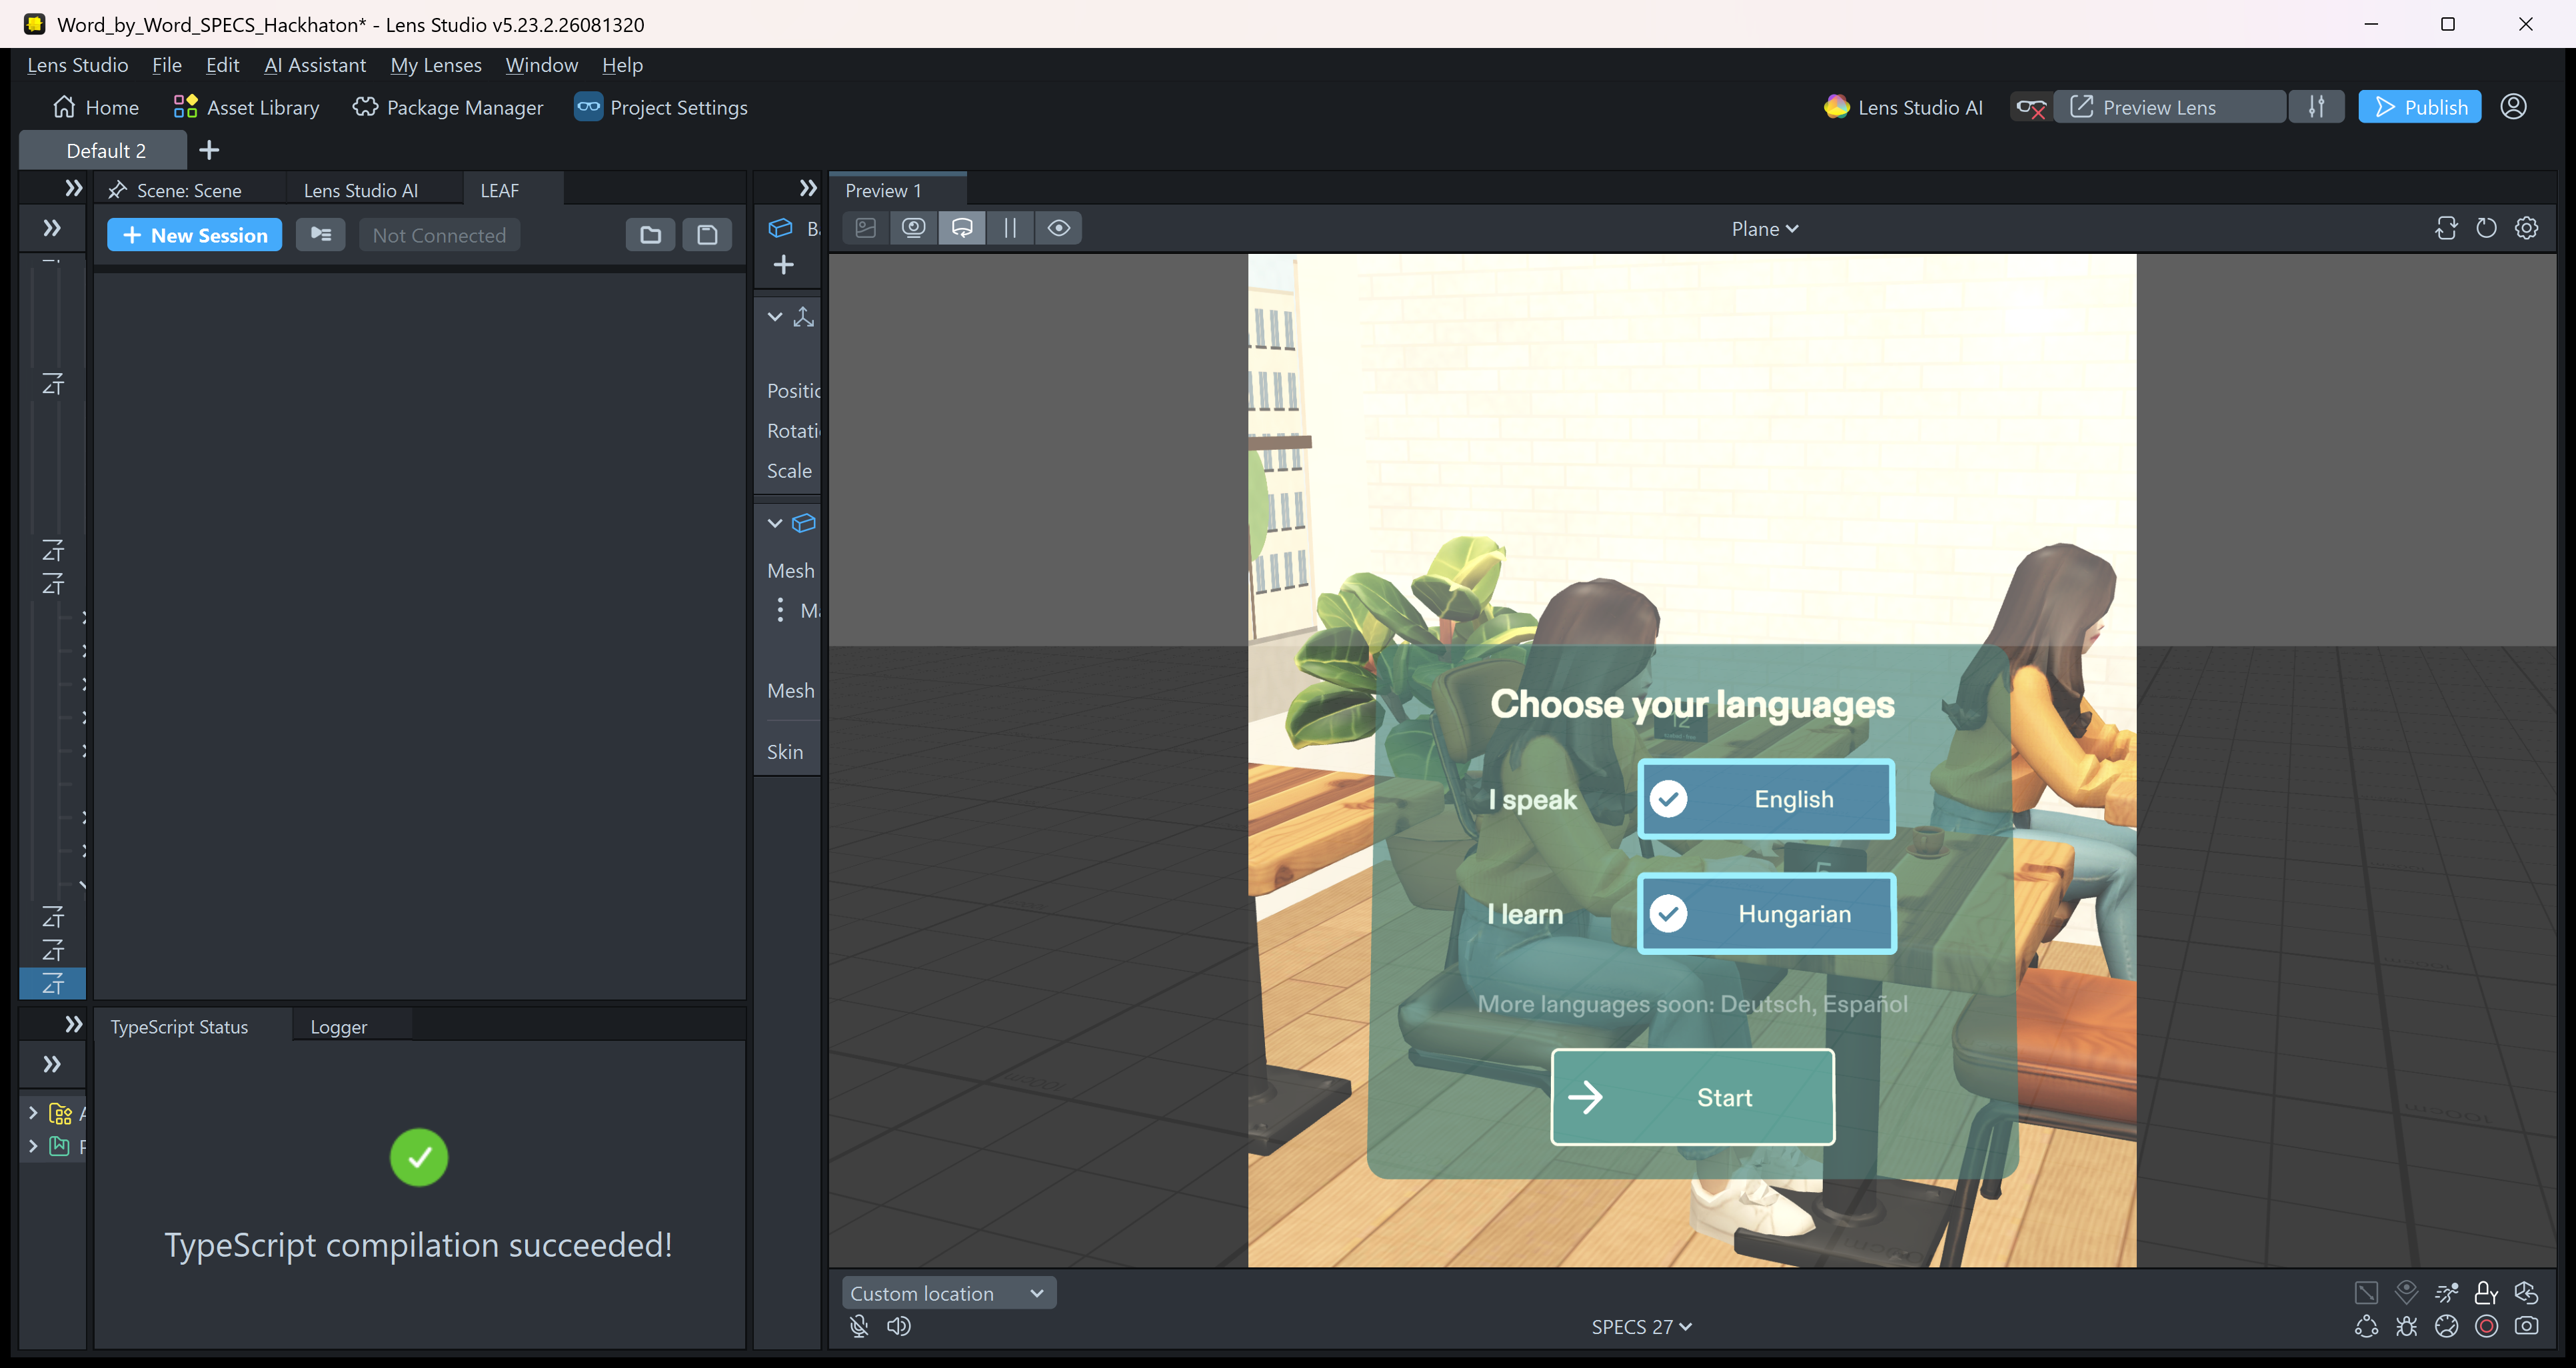 Word_by_Word_SPECS_Hackhaton* - Lens Studio v5.23.2.26081320
Lens Studio File Edit AI Assistant My Lenses Window Help
Home Asset Library Package Manager Project Settings Lens Studio AI Preview Lens Publish
Default 2
Scene: Scene Lens Studio AI LEAF Preview 1
New Session Not Connected Plane
Scale
Mesh
Mesh
Skin
Choose your languages
I speak English
I learn Hungarian
More languages soon: Deutsch, Español
Start
TypeScript Status Logger
TypeScript compilation succeeded!
Custom location
SPECS 27